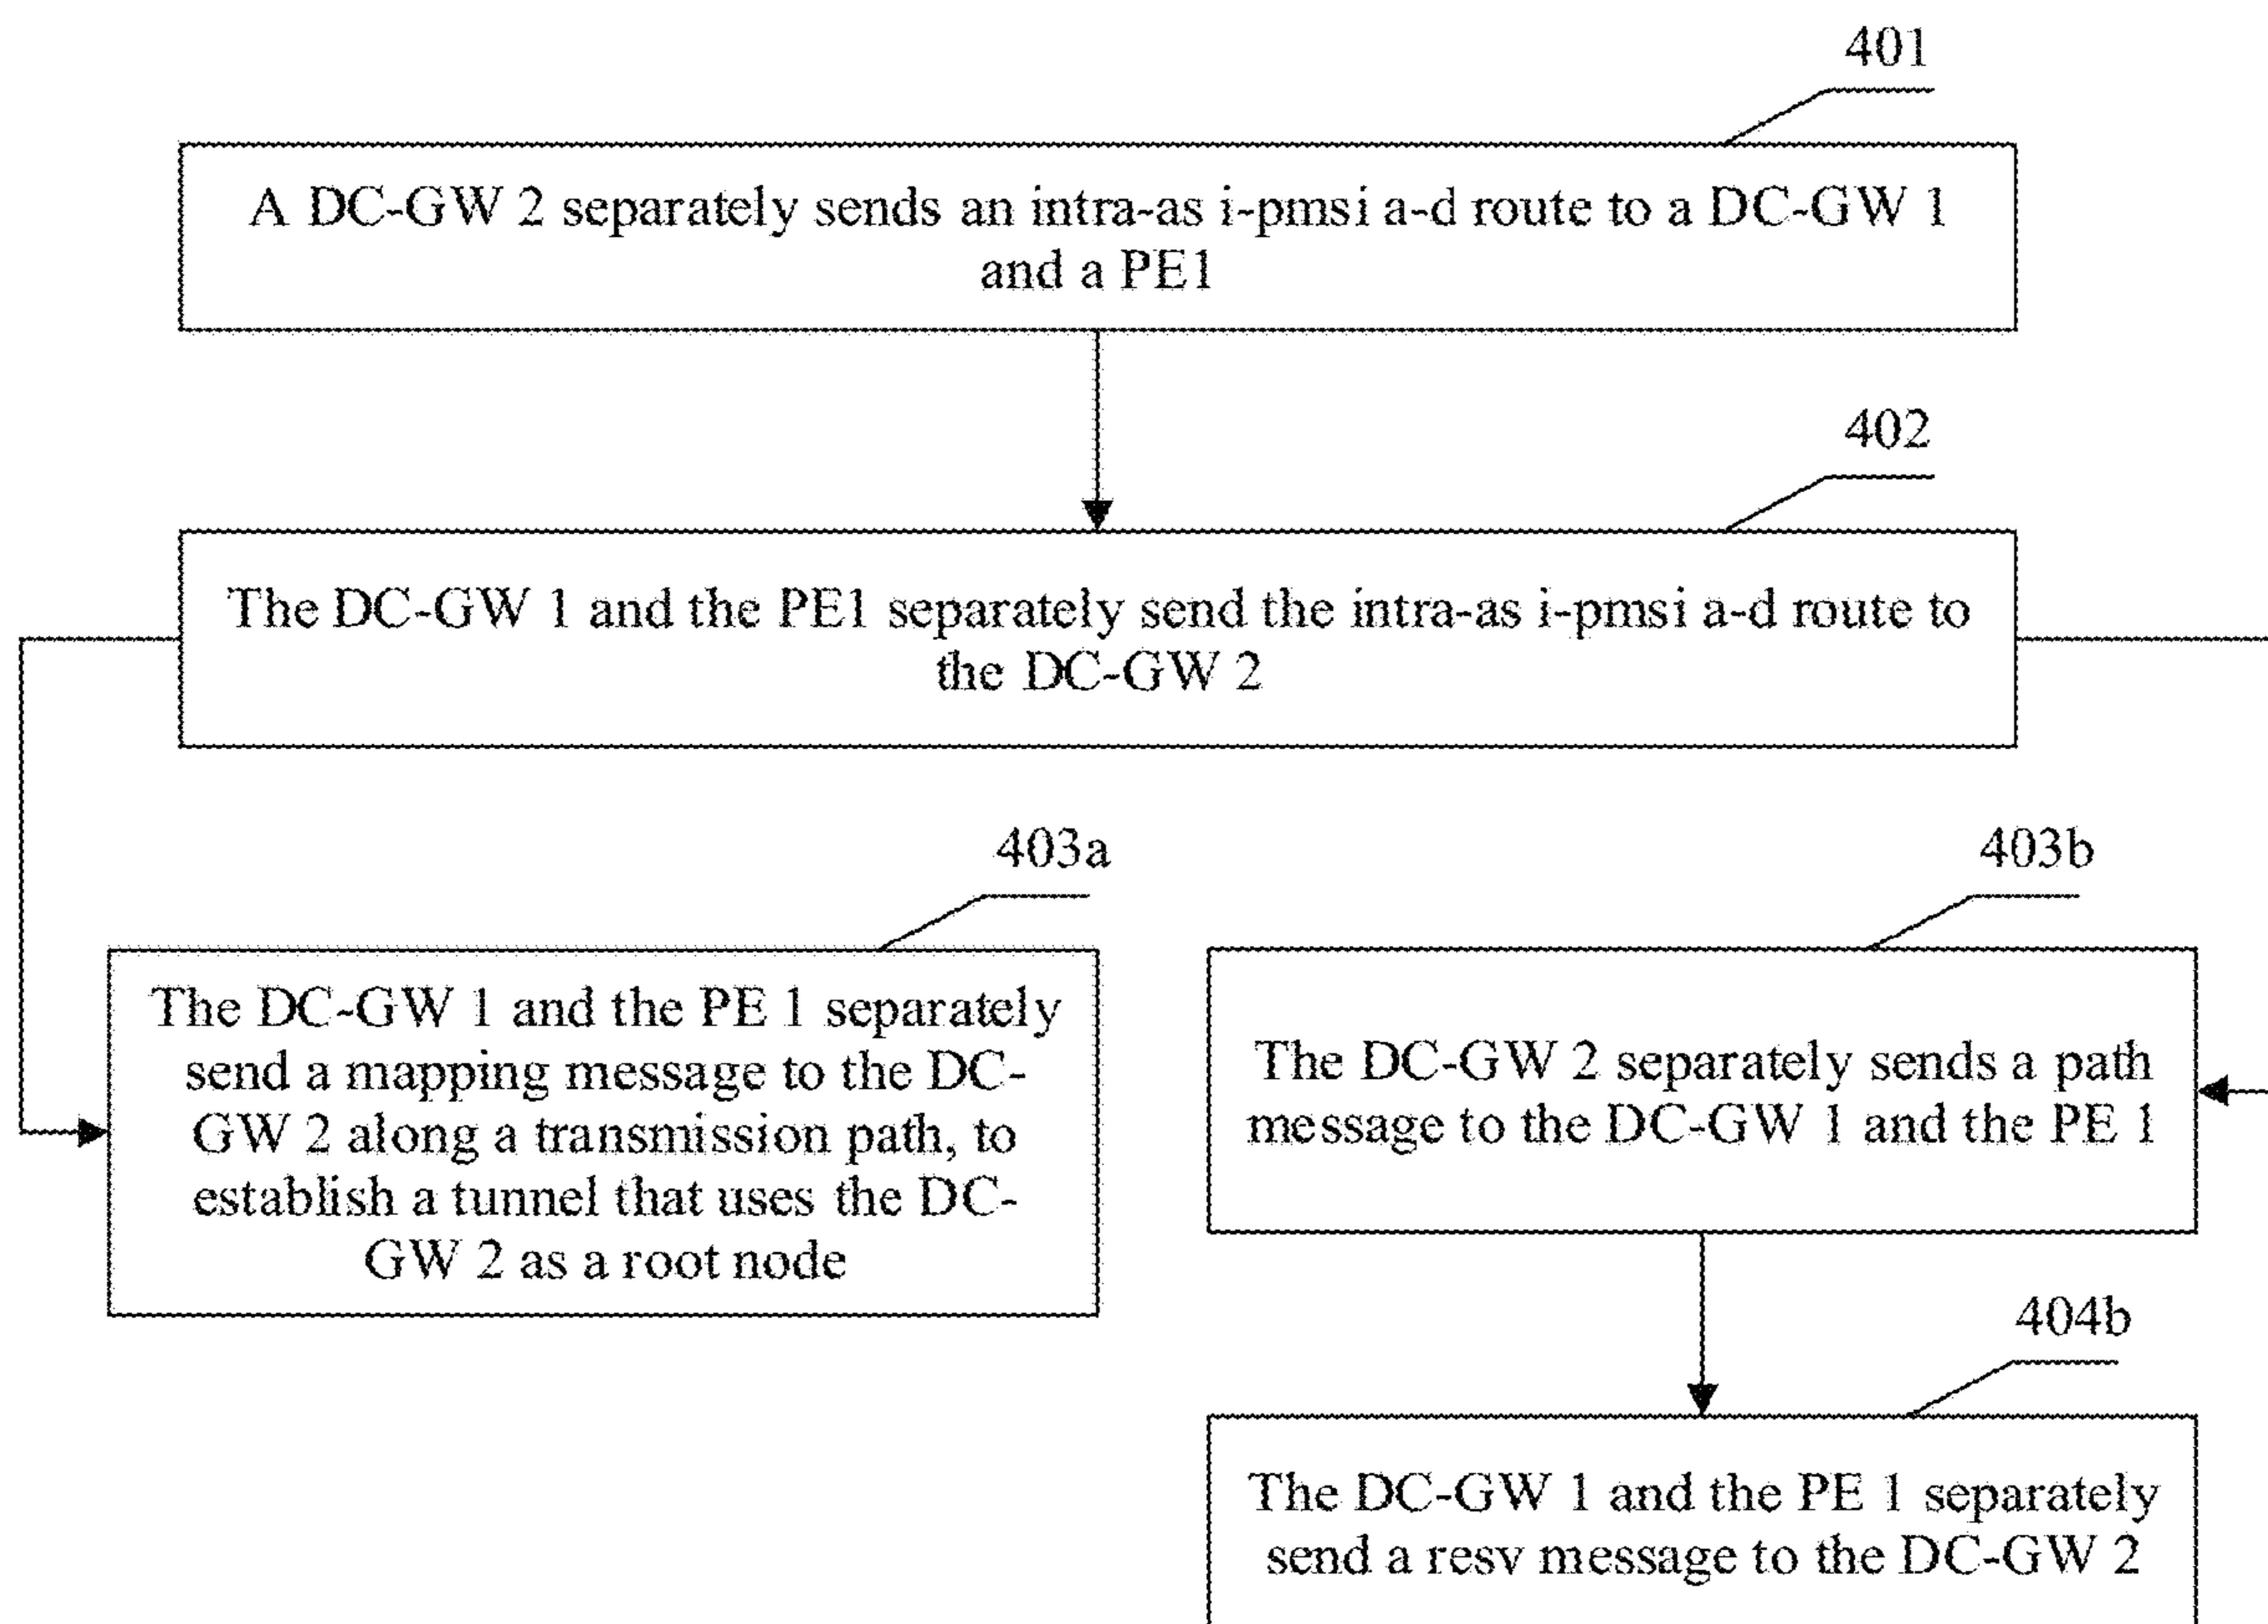 401
A DC-GW 2 separately sends an intra-as i-pmsi a-d route to a DC-GW 1
and a PE1
402
The DC-GW 1 and the PE1 separately send the intra-as i-pmsi a-d route to
the DC-GW 2
403a
The DC-GW 1 and the PE 1 separately
send a mapping message to the DC-
GW 2 along a transmission path, to
establish a tunnel that uses the DC-
GW 2 as a root node
403b
The DC-GW 2 separately sends a path
message to the DC-GW 1 and the PE 1
404b
The DC-GW 1 and the PE 1 separately
send a resv message to the DC-GW 2